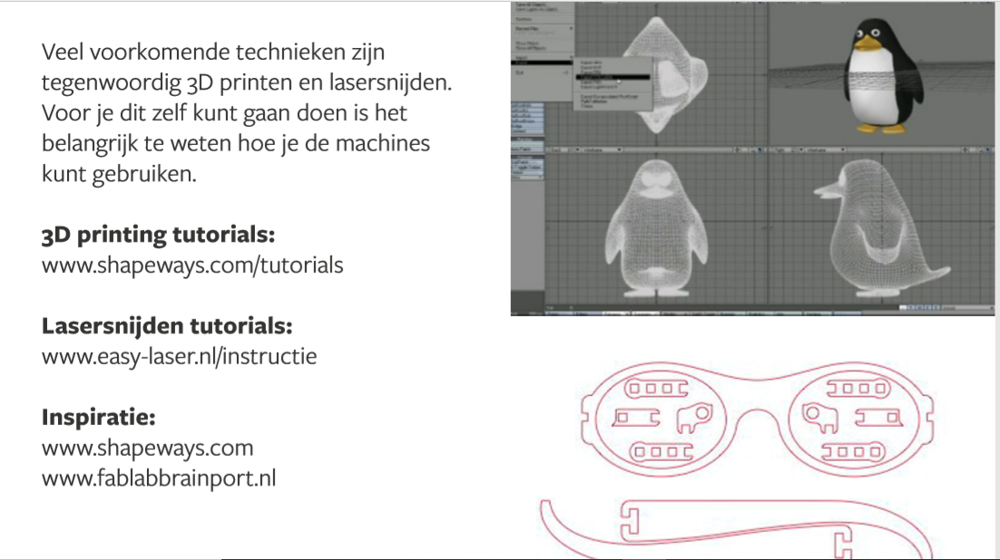 Veel voorkomende technieken zijn
tegenwoordig 3D printen en lasersnijden.
Voor je dit zelf kunt gaan doen is het
belangrijk te weten hoe je de machines
kunt gebruiken.
3D printing tutorials:
www.shapeways.com/tutorials
Lasersnijden tutorials:
www.easy-laser.nl/instructie
Inspiratie:
www.shapeways.com
www.fablabbrainport.nl